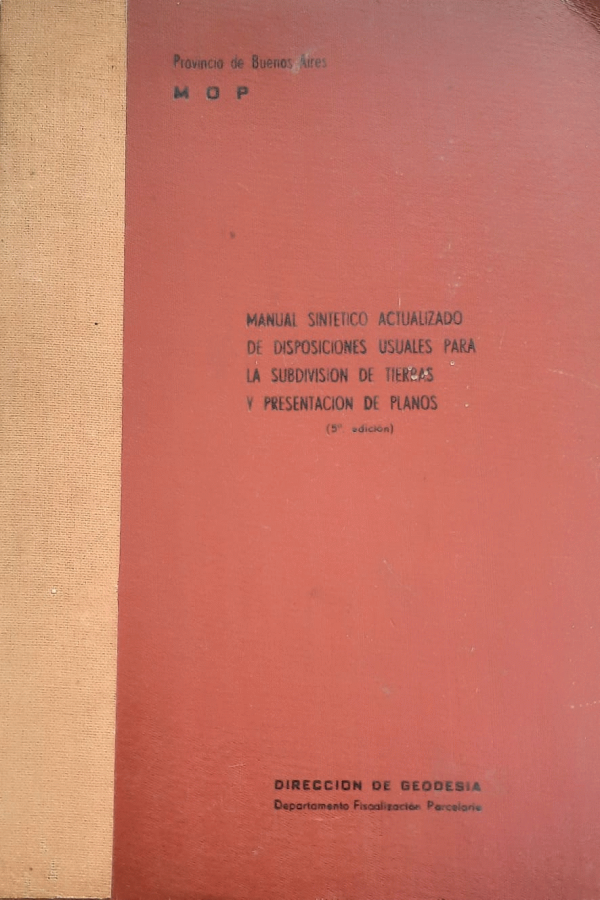 Provincia de Buenos Aires
M O P
MANUAL SINTETICO ACTUALIZADO
DE DISPOSICIONES USUALES PARA
LA SUBDIVISION DE TIERRAS
Y PRESENTACION DE PLANOS
(5º edición)
DIRECCION DE GEODESIA
Departamento Fiscalización Parcelaria